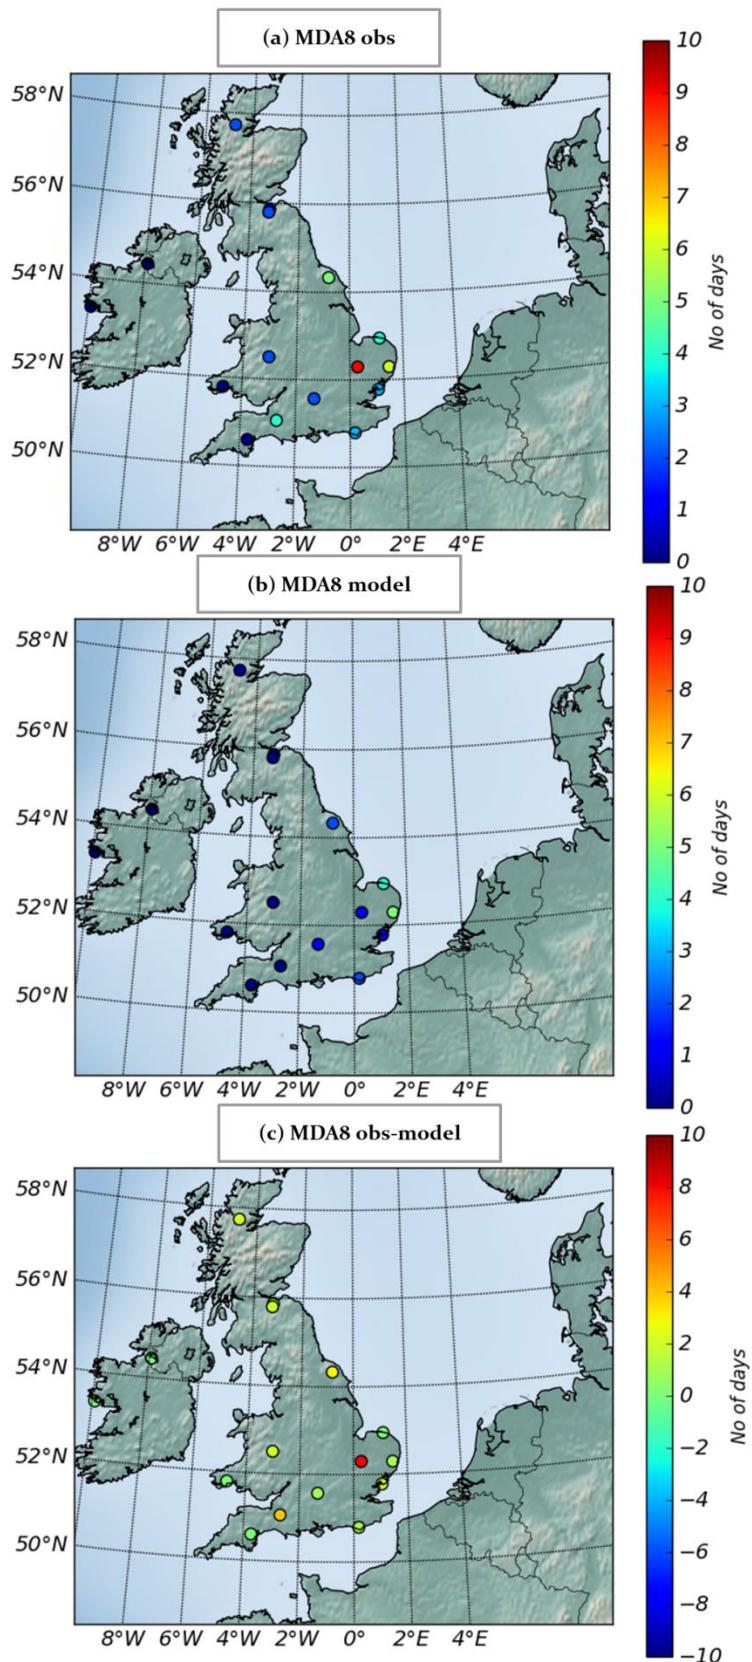 (a) MDA8 obs
10
58°N
9
8
56°N
7
6
54°N
5
No of days
4
52°N
3
2
50°N
1
0
8°W 6°W 4°W 2°W 0° 2°E 4°E
(b) MDA8 model
10
58°N
9
8
56°N
7
6
54°N
5
No of days
4
52°N
3
2
50°N
1
0
8°W 6°W 4°W 2°W 0° 2°E 4°E
(c) MDA8 obs-model
10
58°N
8
6
56°N
4
2
54°N
0
No of days
−2
52°N
−4
−6
50°N
−8
−10
8°W 6°W 4°W 2°W 0° 2°E 4°E